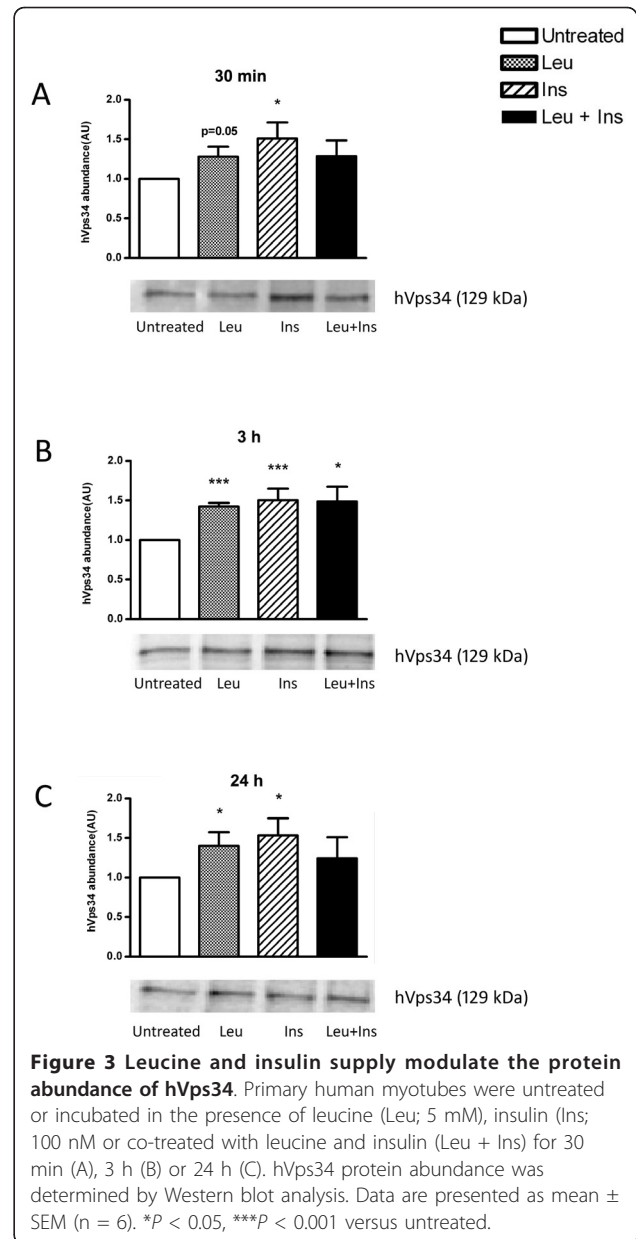 Untreated
Leu
Ins
Leu + Ins
A
30 min
hVps34 abundance(AU)
2.0
1.5
1.0
0.5
0.0
p=0.05
*
hVps34 (129 kDa)
Untreated Leu Ins Leu+Ins
B
3 h
hVps34 abundance(AU)
2.0
1.5
1.0
0.5
0.0
*** *** *
hVps34 (129 kDa)
Untreated Leu Ins Leu+Ins
C
24 h
hVps34 abundance(AU)
2.0
1.5
1.0
0.5
0.0
* *
hVps34 (129 kDa)
Untreated Leu Ins Leu+Ins
Figure 3 Leucine and insulin supply modulate the protein
abundance of hVps34. Primary human myotubes were untreated
or incubated in the presence of leucine (Leu; 5 mM), insulin (Ins;
100 nM or co-treated with leucine and insulin (Leu + Ins) for 30
min (A), 3 h (B) or 24 h (C). hVps34 protein abundance was
determined by Western blot analysis. Data are presented as mean ±
SEM (n = 6). *P < 0.05, ***P < 0.001 versus untreated.